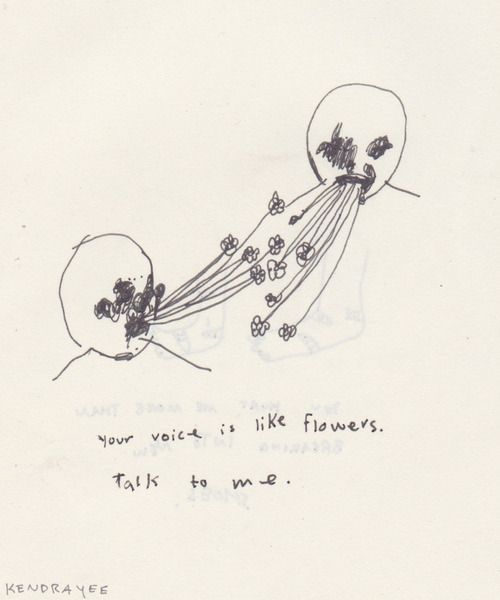 your voice is like flowers.
Talk to me.
KENDRAYEE